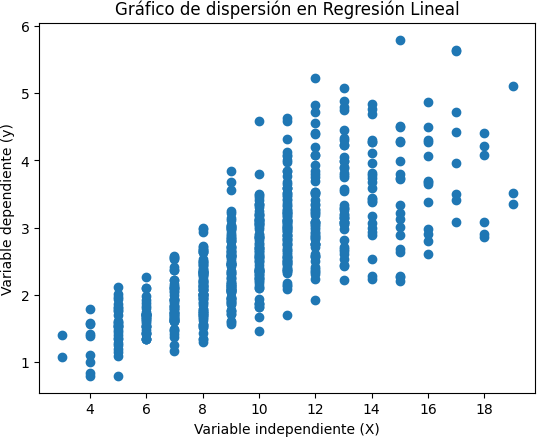 Gráfico de dispersión en Regresión Lineal
6
5
4
3
2
1
Variable dependiente (y)
4 6 8 10 12 14 16 18
Variable independiente (X)